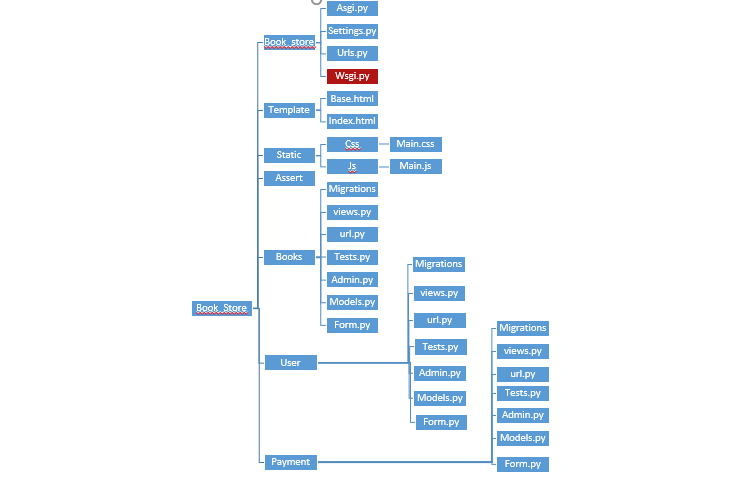 Book_Store
Book_store
Asgi.py
Settings.py
Urls.py
Wsgi.py
Template
Base.html
Index.html
Static
Css
Main.css
Js
Main.js
Assert
Books
Migrations
views.py
url.py
Tests.py
Admin.py
Models.py
Form.py
User
Migrations
views.py
url.py
Tests.py
Admin.py
Models.py
Form.py
Payment
Migrations
views.py
url.py
Tests.py
Admin.py
Models.py
Form.py